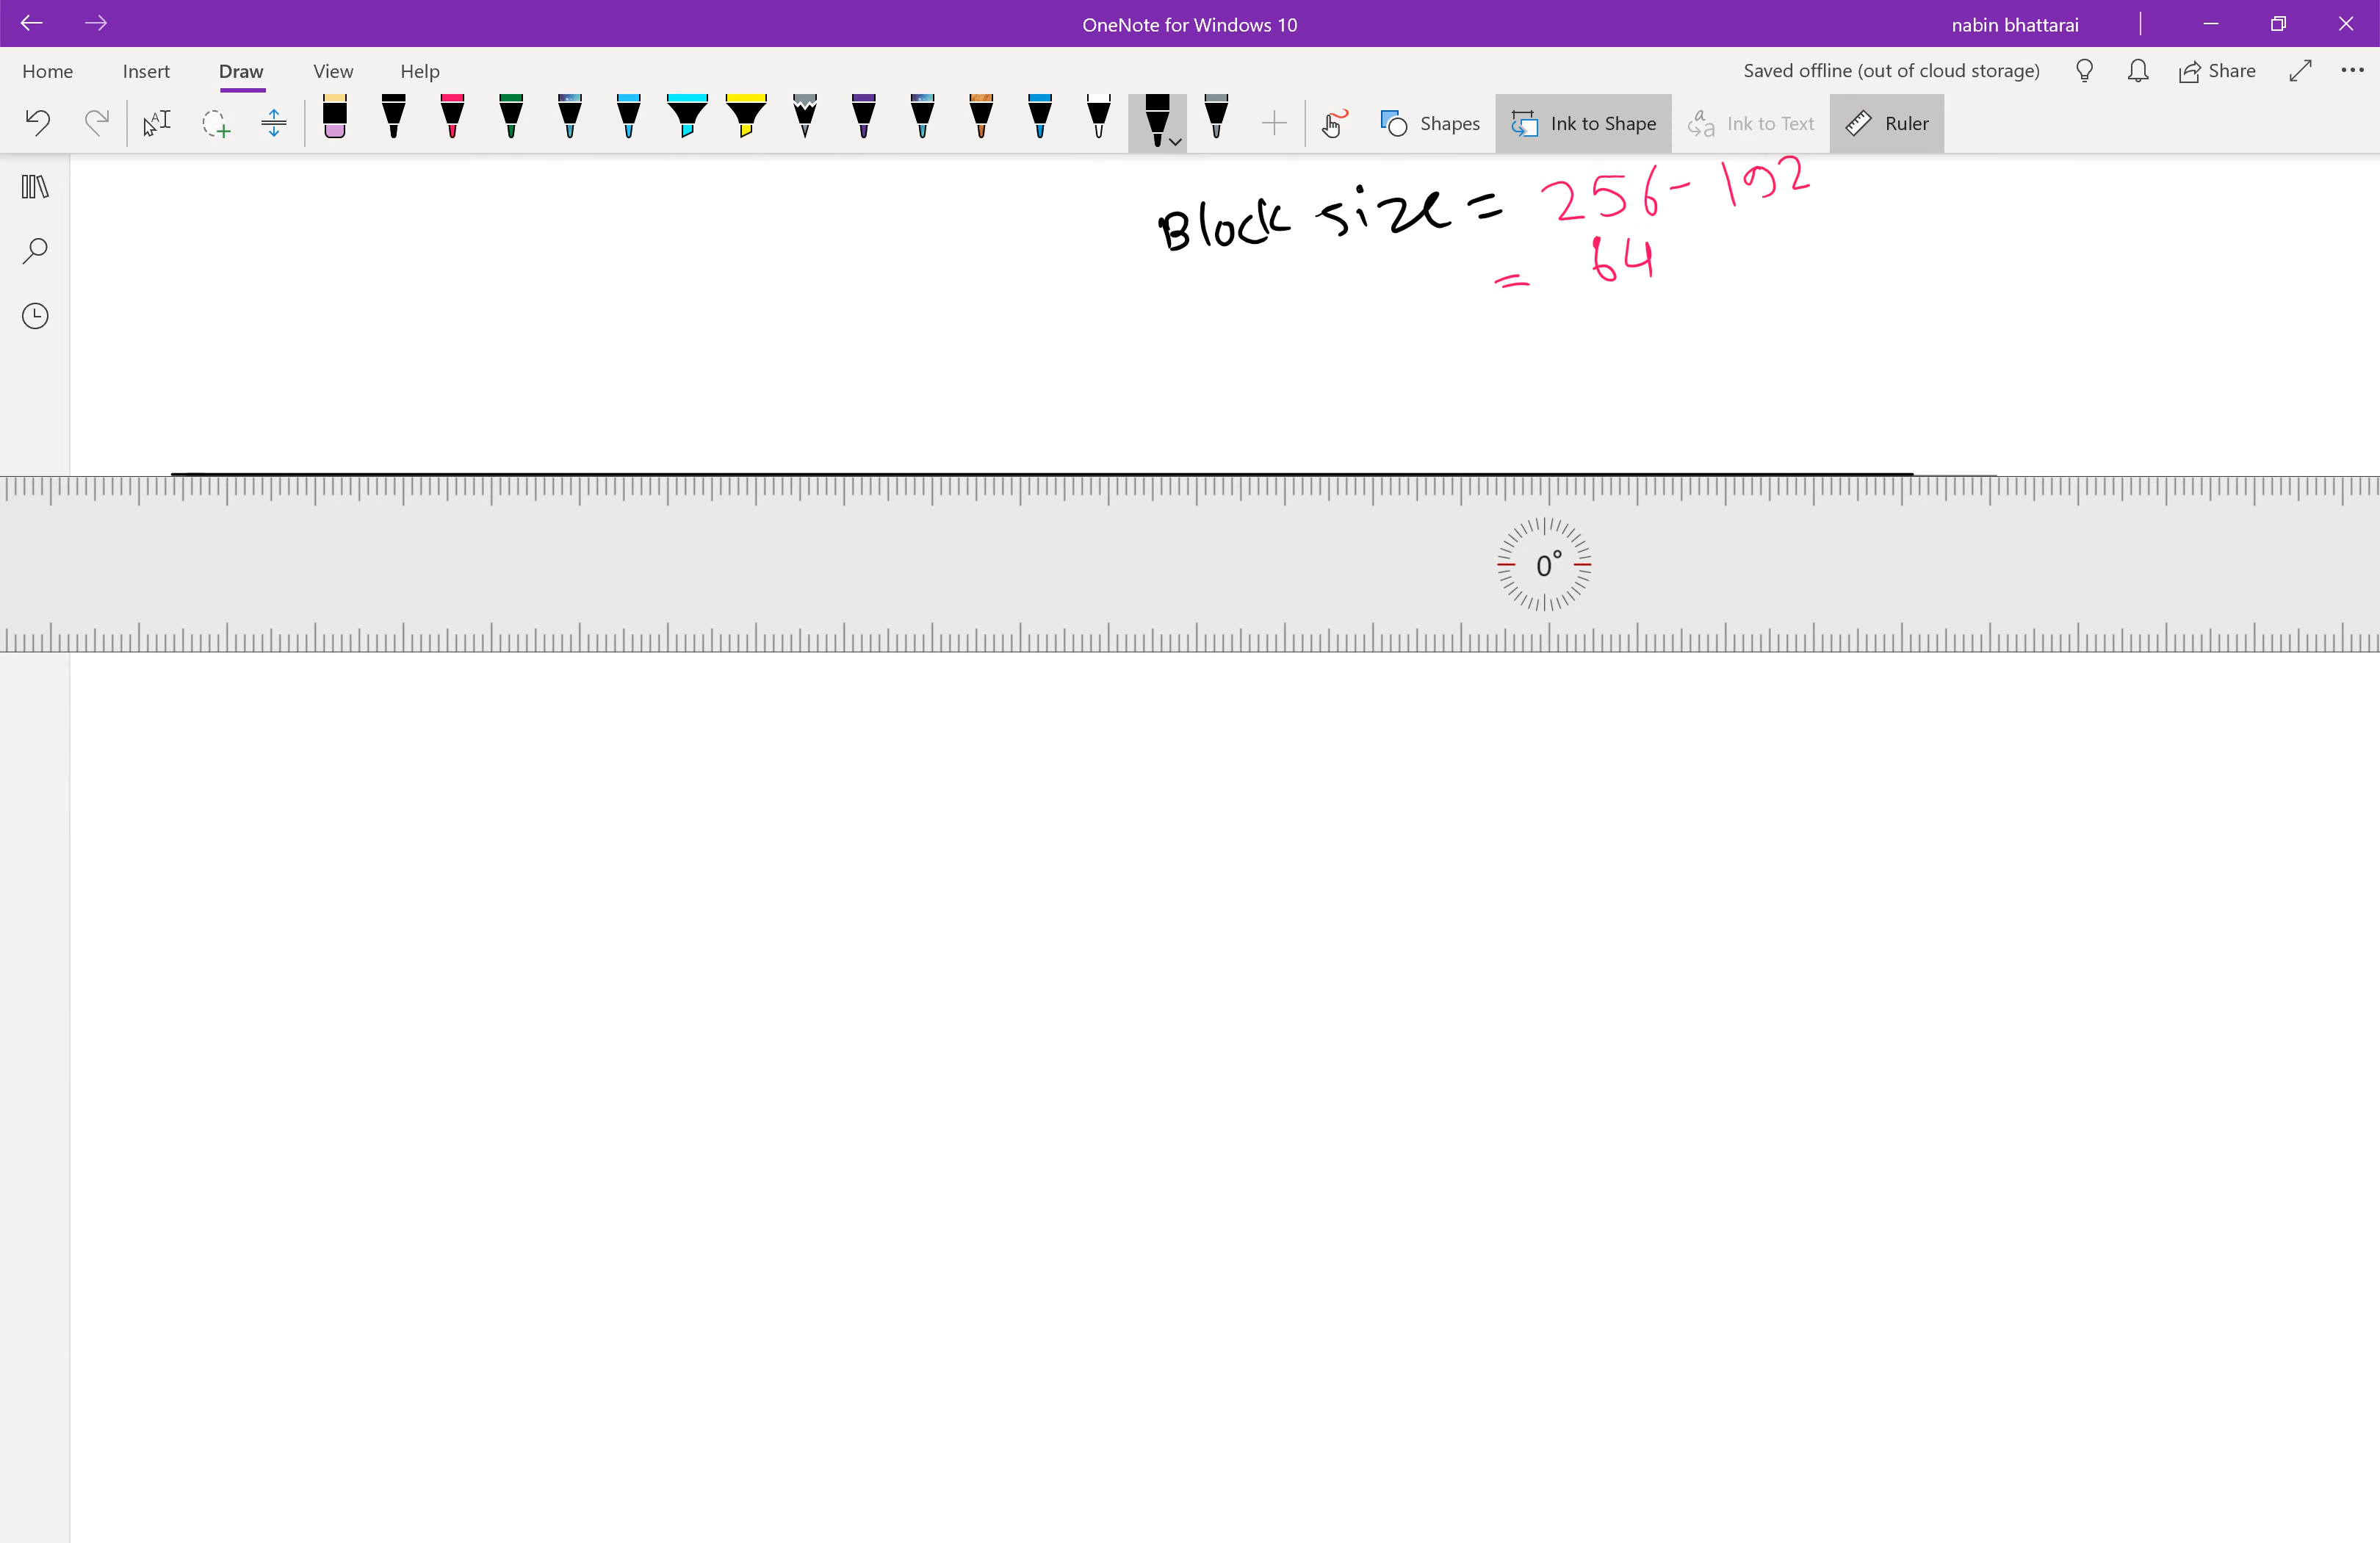 OneNote for Windows 10
nabin bhattarai
Home Insert Draw View Help
Saved offline (out of cloud storage) Share
Shapes Ink to Shape Ink to Text Ruler
Block size = 256-192
= 64
0°